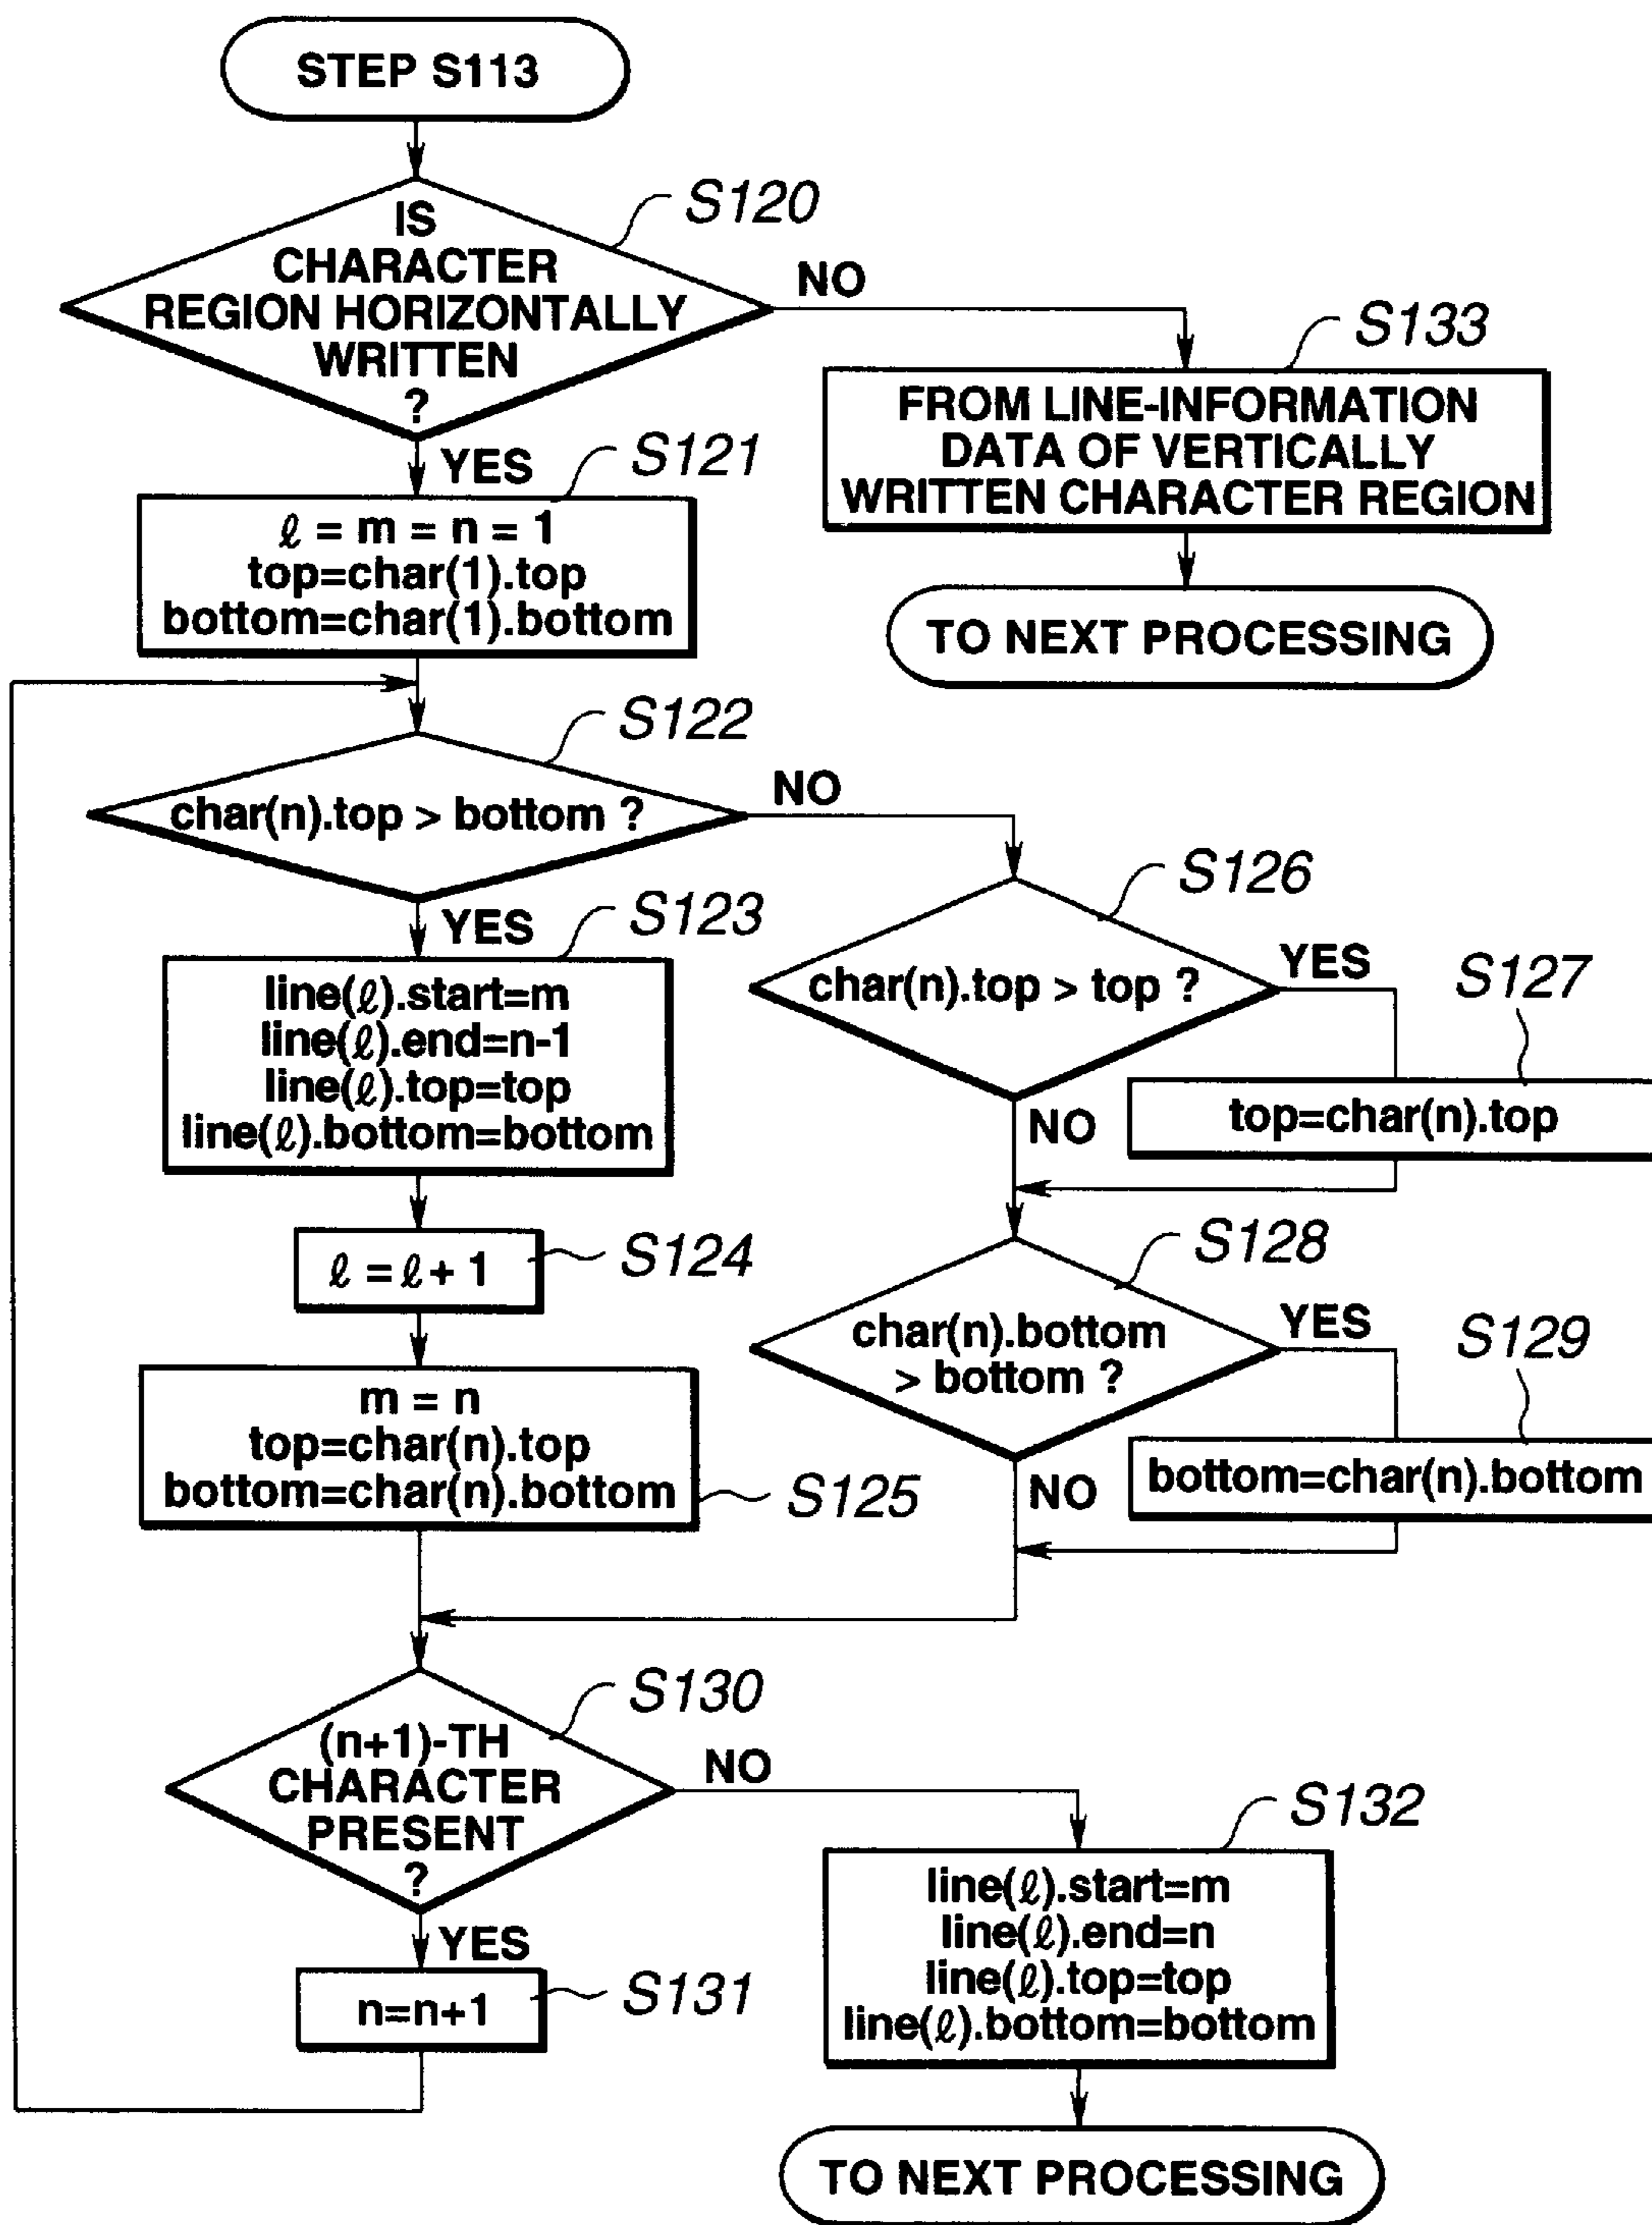 STEP S113
IS
CHARACTER
REGION HORIZONTALLY
WRITTEN
?
S120
NO
YES
S133
FROM LINE-INFORMATION
DATA OF VERTICALLY
WRITTEN CHARACTER REGION
TO NEXT PROCESSING
S121
ℓ = m = n = 1
top=char(1).top
bottom=char(1).bottom
S122
char(n).top > bottom ?
NO
YES
S123
line(ℓ).start=m
line(ℓ).end=n-1
line(ℓ).top=top
line(ℓ).bottom=bottom
S124
ℓ = ℓ + 1
m = n
top=char(n).top
bottom=char(n).bottom
S125
S126
char(n).top > top ?
YES
NO
S127
top=char(n).top
S128
char(n).bottom
> bottom ?
YES
NO
S129
bottom=char(n).bottom
S130
(n+1)-TH
CHARACTER
PRESENT
?
NO
YES
S131
n=n+1
S132
line(ℓ).start=m
line(ℓ).end=n
line(ℓ).top=top
line(ℓ).bottom=bottom
TO NEXT PROCESSING